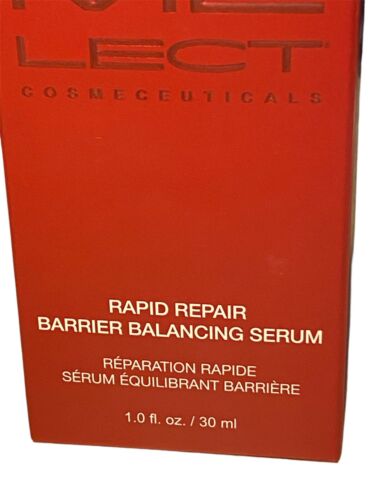 LECT
COSMECEUTICALS
RAPID REPAIR
BARRIER BALANCING SERUM
RÉPARATION RAPIDE
SÉRUM ÉQUILIBRANT BARRIÈRE
1.0 fl. oz. / 30 ml